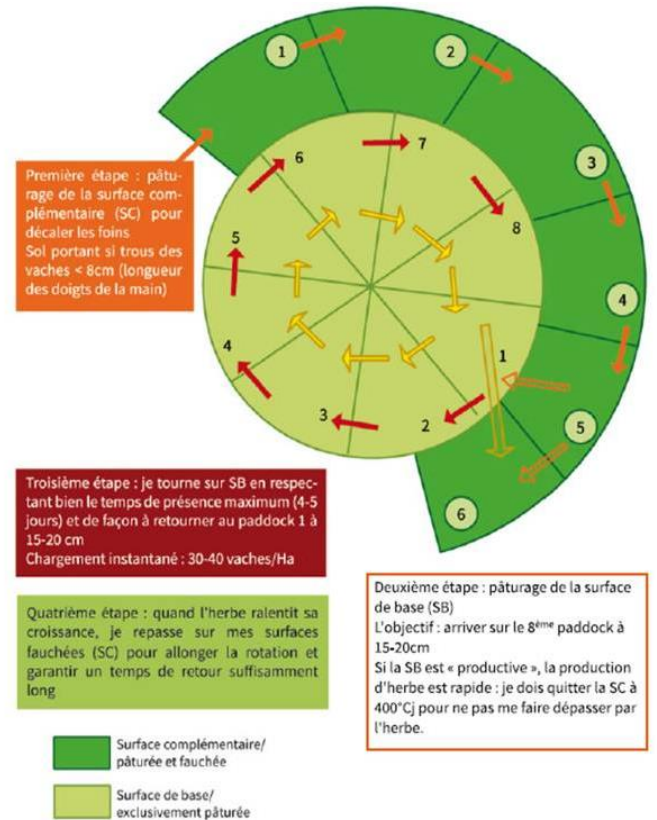 1
2
3
4
5
6
7
8
6
5
4
3
2
1
Première étape : pâtu-
rage de la surface com-
plémentaire (SC) pour
décaler les foins
Sol portant si trous des
vaches < 8cm (longueur
des doigts de la main)
Troisième étape : je tourne sur SB en respec-
tant bien le temps de présence maximum (4-5
jours) et de façon à retourner au paddock 1 à
15-20 cm
Chargement instantané : 30-40 vaches/Ha
Quatrième étape : quand l'herbe ralentit sa
croissance, je repasse sur mes surfaces
fauchées (SC) pour allonger la rotation et
garantir un temps de retour suffisamment
long
Deuxième étape : pâturage de la surface
de base (SB)
L'objectif : arriver sur le 8ème paddock à
15-20cm
Si la SB est « productive », la production
d'herbe est rapide : je dois quitter la SC à
400°Cj pour ne pas me faire dépasser par
l'herbe.
Surface complémentaire/
pâturée et fauchée
Surface de base/
exclusivement pâturée